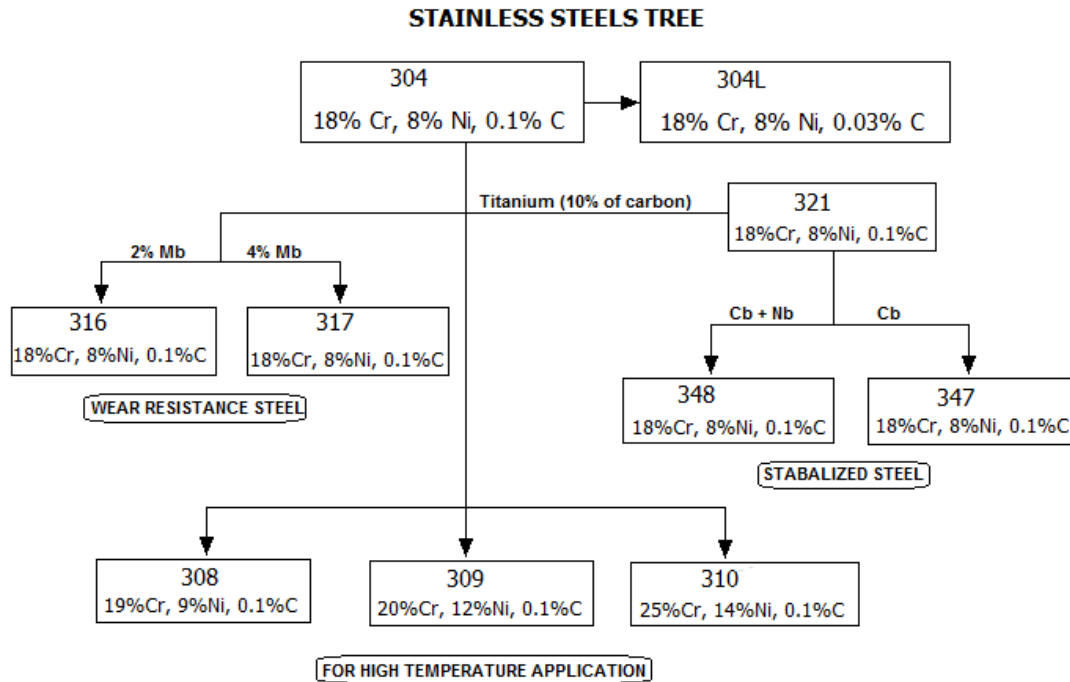 STAINLESS STEELS TREE
304
18% Cr, 8% Ni, 0.1% C
304L
18% Cr, 8% Ni, 0.03% C
Titanium (10% of carbon)
321
18%Cr, 8%Ni, 0.1%C
2% Mb
4% Mb
316
18%Cr, 8%Ni, 0.1%C
317
18%Cr, 8%Ni, 0.1%C
WEAR RESISTANCE STEEL
Cb + Nb
Cb
348
18%Cr, 8%Ni, 0.1%C
347
18%Cr, 8%Ni, 0.1%C
STABALIZED STEEL
308
19%Cr, 9%Ni, 0.1%C
309
20%Cr, 12%Ni, 0.1%C
310
25%Cr, 14%Ni, 0.1%C
FOR HIGH TEMPERATURE APPLICATION